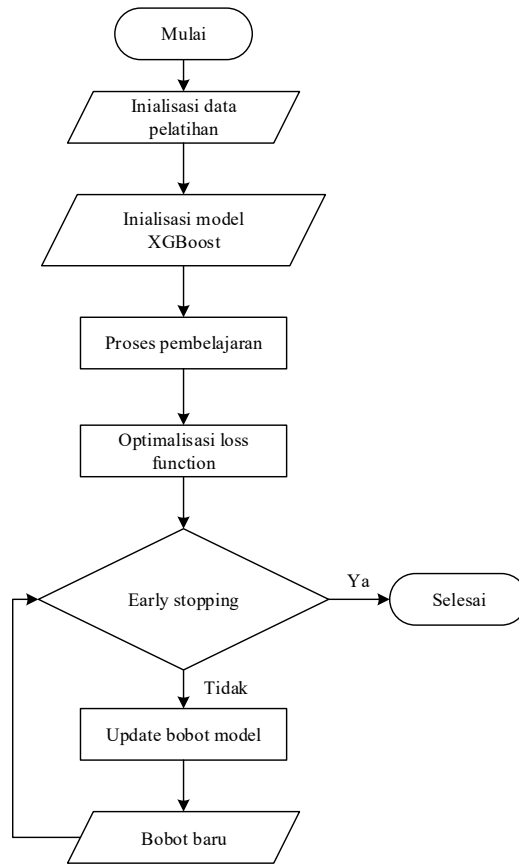 Mulai
Inialisasi data
pelatihan
Inialisasi model
XGBoost
Proses pembelajaran
Optimalisasi loss
function
Early stopping
Ya
Selesai
Tidak
Update bobot model
Bobot baru